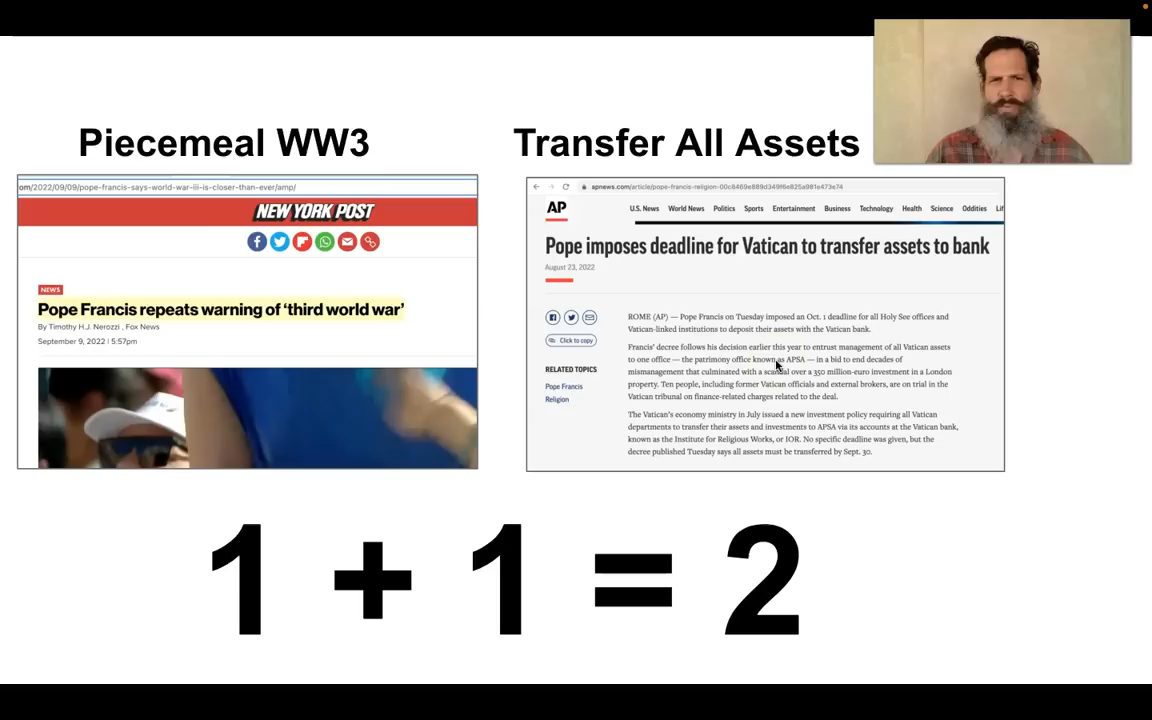 Piecemeal WW3
om/2022/09/09/pope-francis-says-world-war-iii-is-closer-than-ever/amp/
NEW YORK POST
NEWS
Pope Francis repeats warning of ‘third world war’
By Timothy H.J. Nerozzi , Fox News
September 9, 2022 | 5:57pm
Transfer All Assets
apnews.com/article/pope-francis-religion-00c8469e889d349f6e825a981e473e74
AP
U.S. News World News Politics Sports Entertainment Business Technology Health Science Oddities Lif
Pope imposes deadline for Vatican to transfer assets to bank
August 23, 2022
Click to copy
RELATED TOPICS
Pope Francis
Religion
ROME (AP) — Pope Francis on Tuesday imposed an Oct. 1 deadline for all Holy See offices and
Vatican-linked institutions to deposit their assets with the Vatican bank.
Francis’ decree follows his decision earlier this year to entrust management of all Vatican assets
to one office — the patrimony office known as APSA — in a bid to end decades of
mismanagement that culminated with a scandal over a 350 million-euro investment in a London
property. Ten people, including former Vatican officials and external brokers, are on trial in the
Vatican tribunal on finance-related charges related to the deal.
The Vatican’s economy ministry in July issued a new investment policy requiring all Vatican
departments to transfer their assets and investments to APSA via its accounts at the Vatican bank,
known as the Institute for Religious Works, or IOR. No specific deadline was given, but the
decree published Tuesday says all assets must be transferred by Sept. 30.
1 + 1 = 2